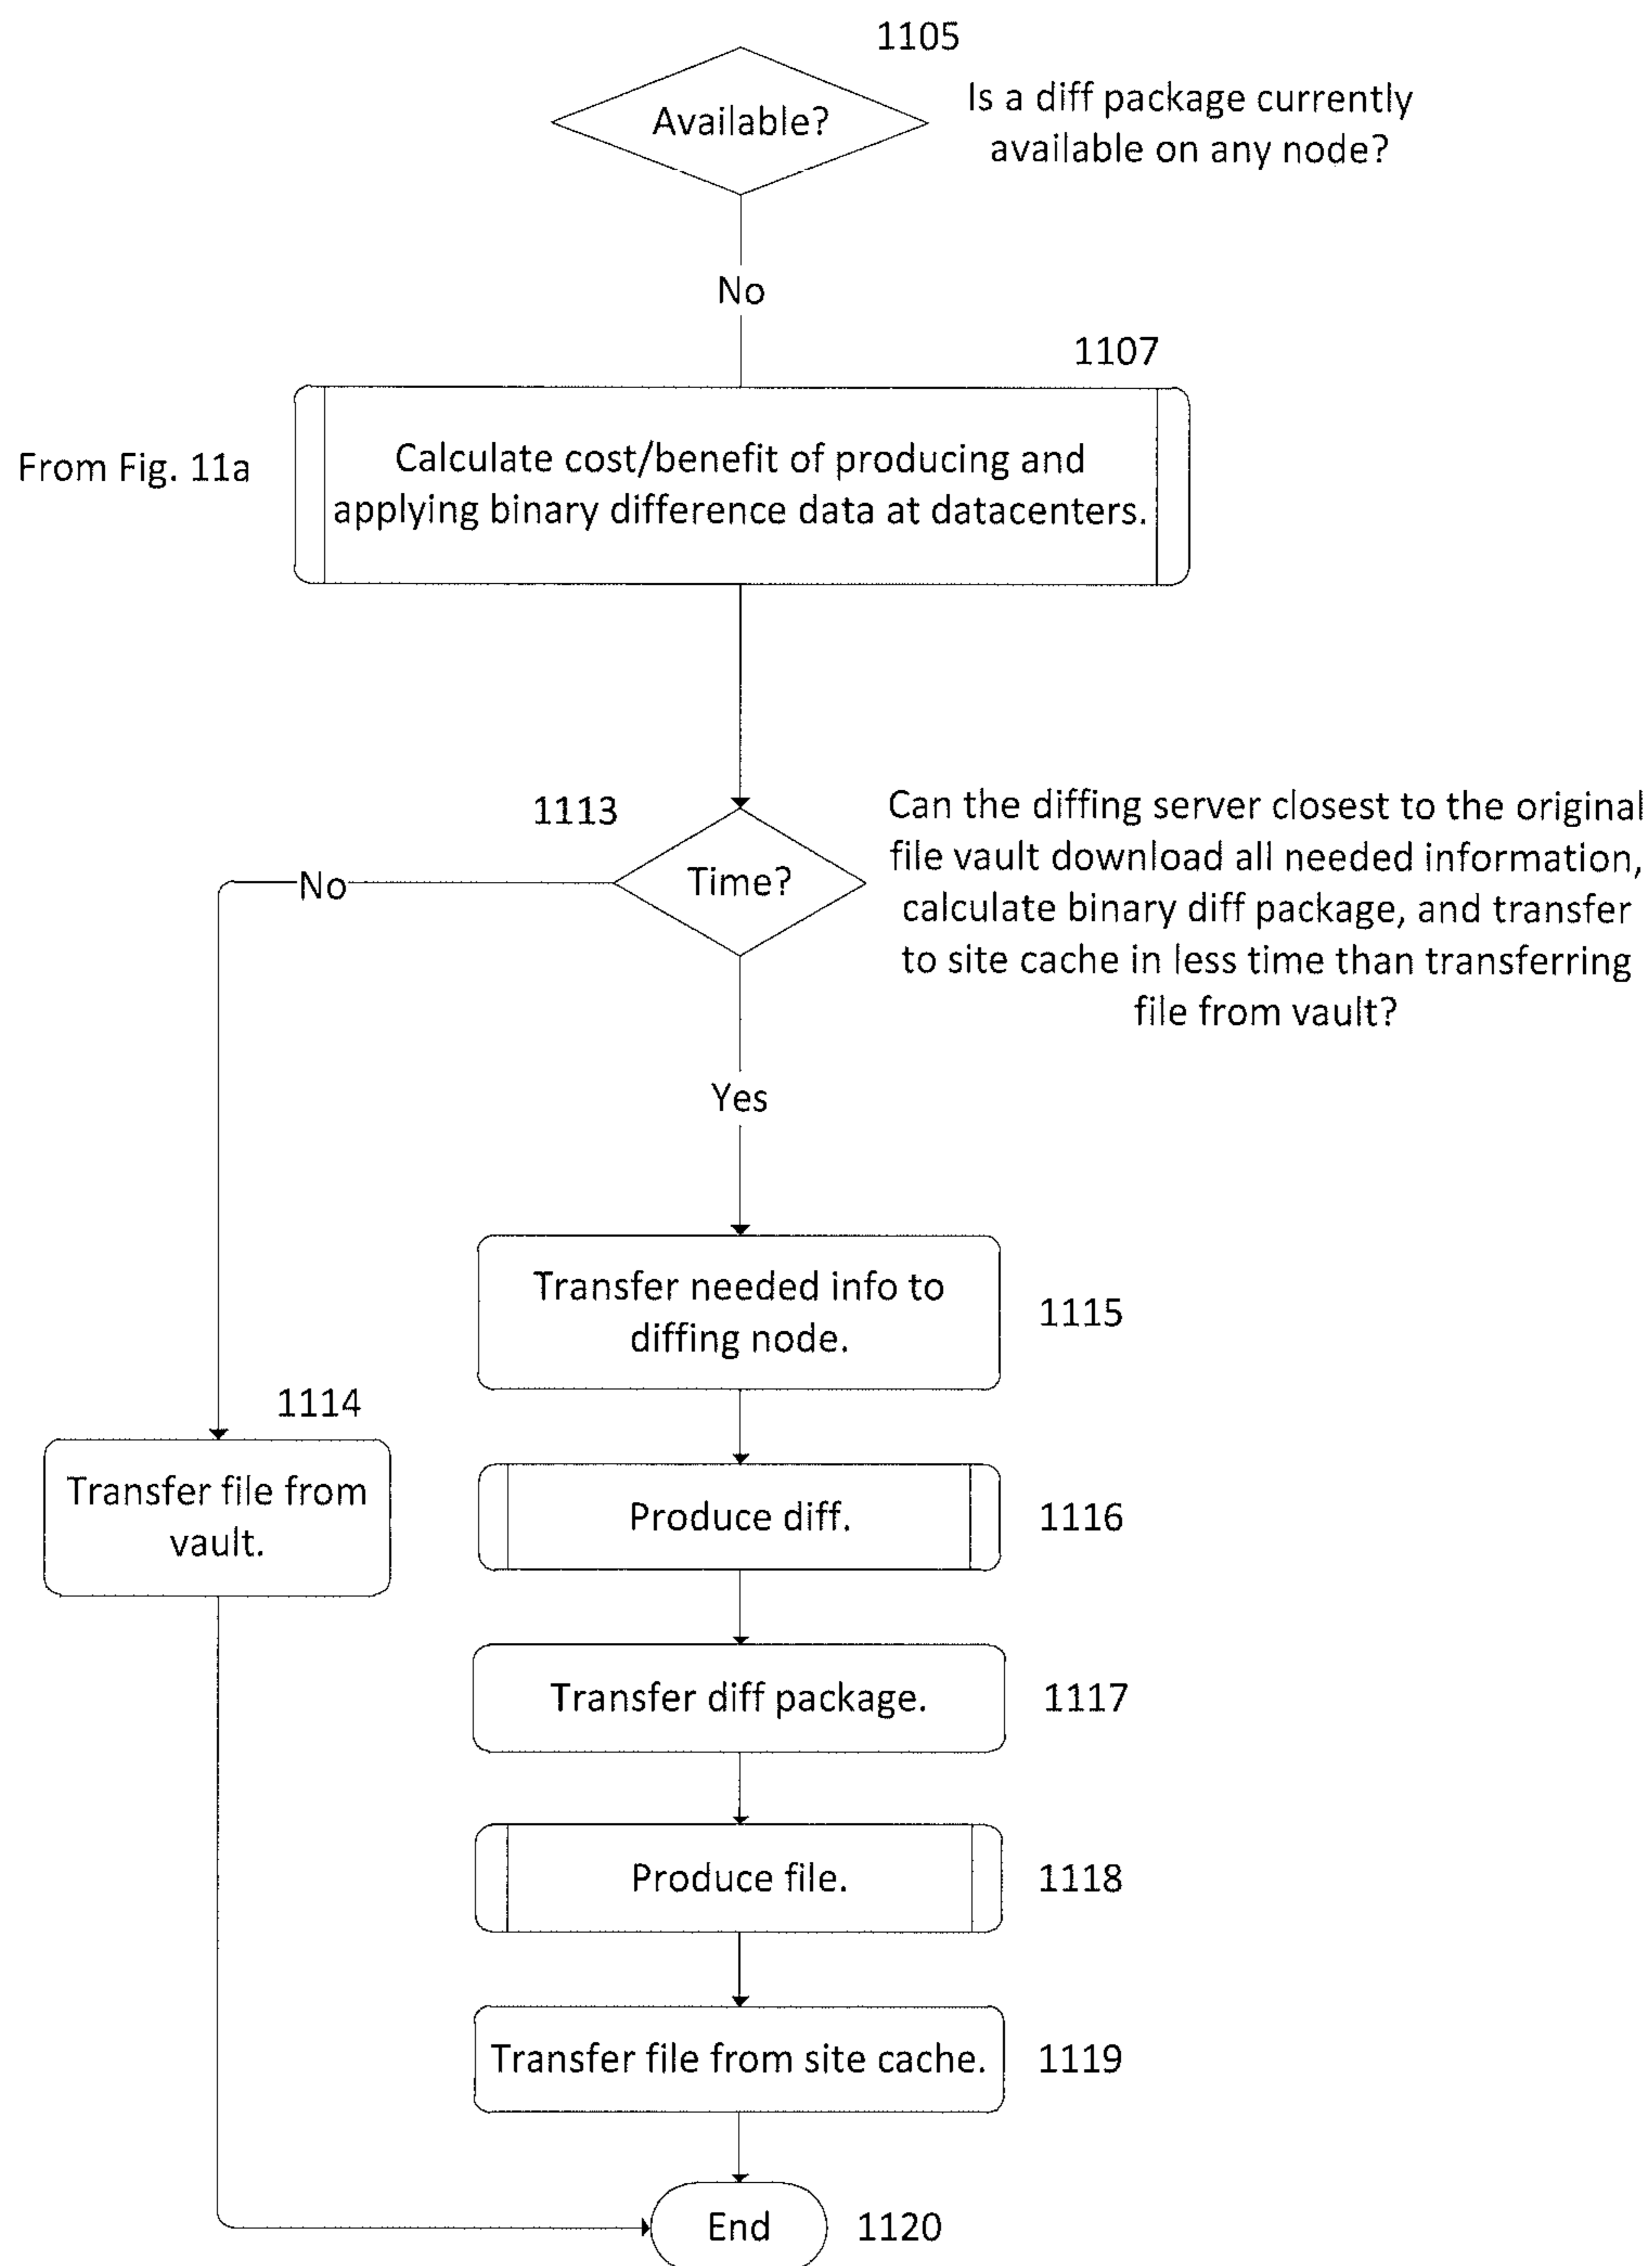 1105
Available?
Is a diff package currently
available on any node?
No
1107
From Fig. 11a
Calculate cost/benefit of producing and
applying binary difference data at datacenters.
1113
Time?
No
Can the diffing server closest to the original
file vault download all needed information,
calculate binary diff package, and transfer
to site cache in less time than transferring
file from vault?
Yes
Transfer needed info to
diffing node.
1115
1114
Transfer file from
vault.
Produce diff.
1116
Transfer diff package.
1117
Produce file.
1118
Transfer file from site cache.
1119
End
1120